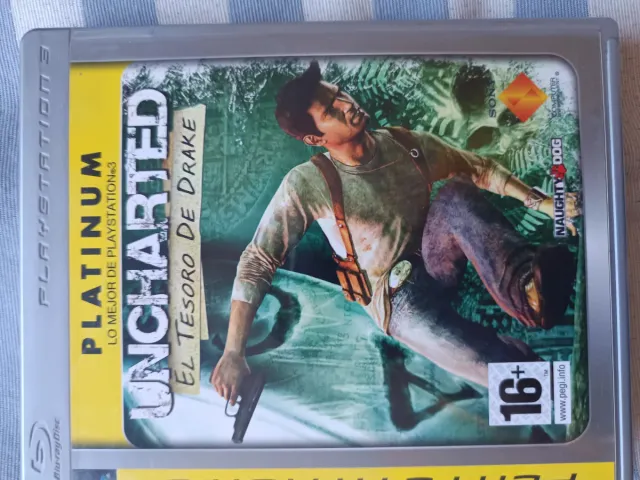 PLAYSTATION 3
Blu-ray Disc
PLATINUM
LO MEJOR DE PLAYSTATION®3
UNCHARTED
EL TESORO DE DRAKE
SONY
NAUGHTY DOG
16+
www.pegi.info